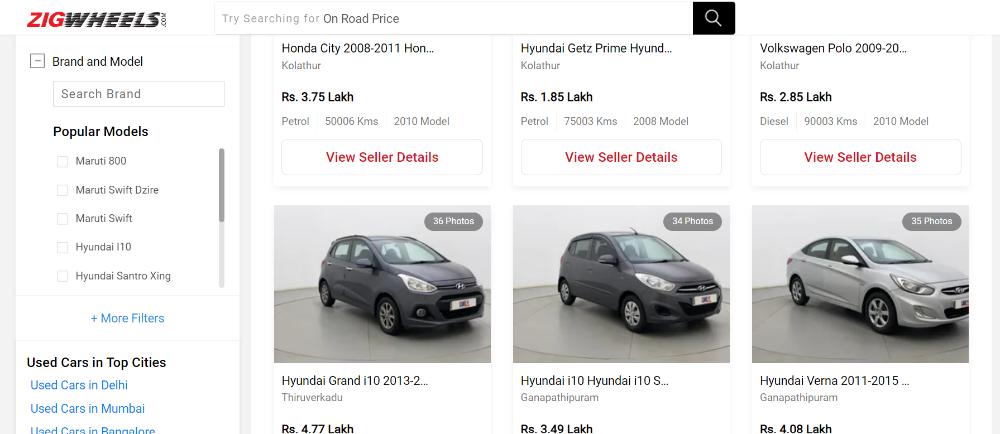 ZIGWHEELS.COM
Try Searching for On Road Price
Brand and Model
Search Brand
Popular Models
Maruti 800
Maruti Swift Dzire
Maruti Swift
Hyundai I10
Hyundai Santro Xing
+ More Filters
Used Cars in Top Cities
Used Cars in Delhi
Used Cars in Mumbai
Used Cars in Bangalore
Honda City 2008-2011 Hon...
Kolathur
Rs. 3.75 Lakh
Petrol 50006 Kms 2010 Model
View Seller Details
Hyundai Getz Prime Hyund...
Kolathur
Rs. 1.85 Lakh
Petrol 75003 Kms 2008 Model
View Seller Details
Volkswagen Polo 2009-20...
Kolathur
Rs. 2.85 Lakh
Diesel 90003 Kms 2010 Model
View Seller Details
36 Photos
Hyundai Grand i10 2013-2...
Thiruverkadu
Rs. 4.77 Lakh
34 Photos
Hyundai i10 Hyundai i10 S...
Ganapathipuram
Rs. 3.49 Lakh
35 Photos
Hyundai Verna 2011-2015 ...
Ganapathipuram
Rs. 4.08 Lakh